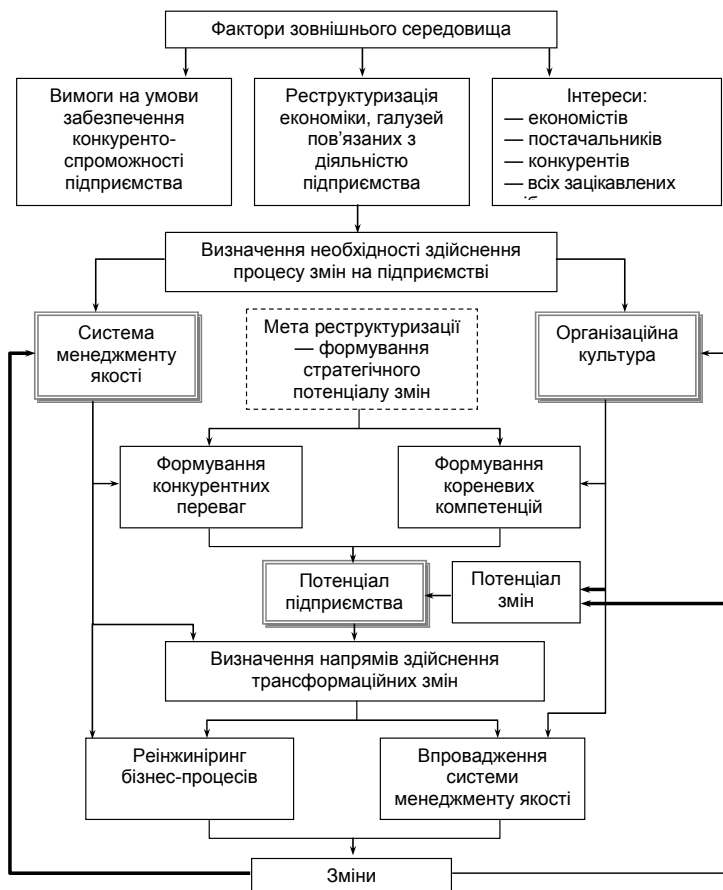 Фактори зовнішнього середовища
Вимоги на умови
забезпечення
конкуренто-
спроможності
підприємства
Реструктуризація
економіки, галузей
пов’язаних з
діяльністю
підприємства
Інтереси:
— економістів
— постачальників
— конкурентів
— всіх зацікавлених
Визначення необхідності здійснення
процесу змін на підприємстві
Система
менеджменту
якості
Мета реструктуризації
— формування
стратегічного
потенціалу змін
Організаційна
культура
Формування
конкурентних
переваг
Формування
кореневих
компетенцій
Потенціал
підприємства
Потенціал
змін
Визначення напрямів здійснення
трансформаційних змін
Реінжиніринг
бізнес-процесів
Впровадження
системи
менеджменту якості
Зміни